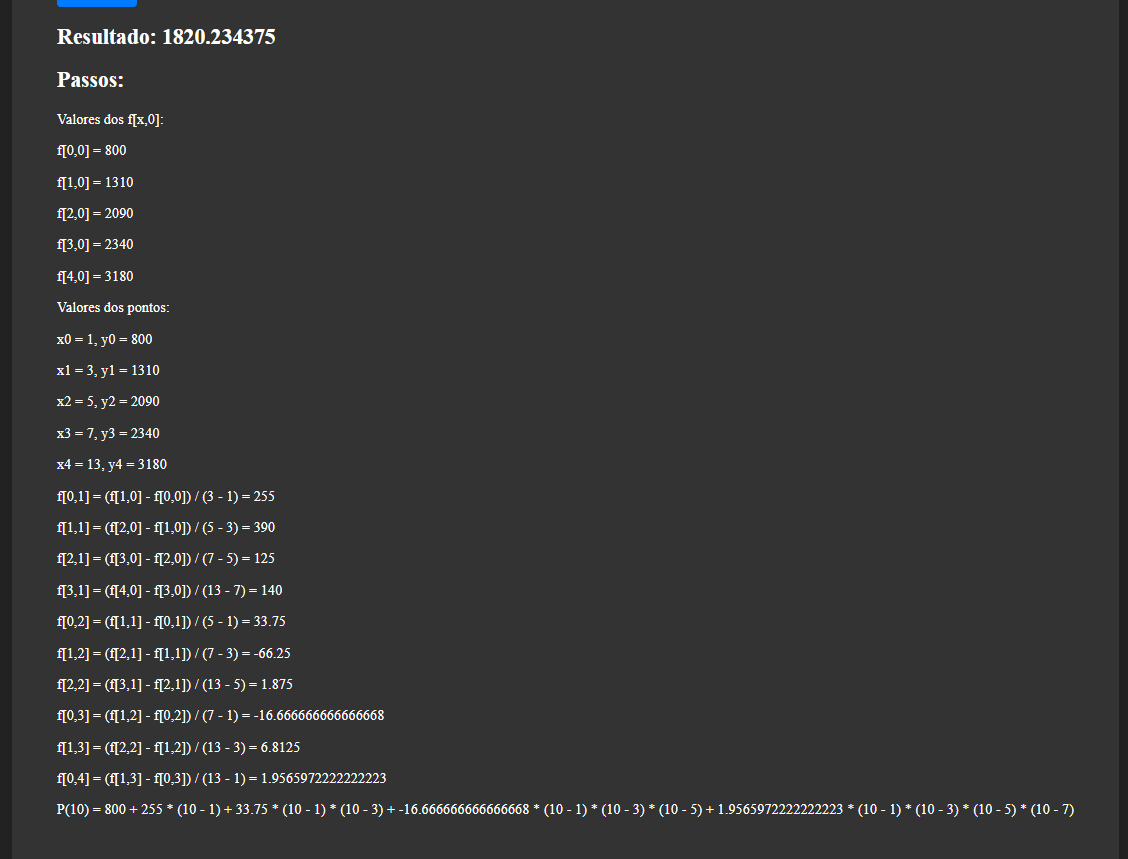 Resultado: 1820.234375
Passos:
Valores dos f[x,0]:
f[0,0] = 800
f[1,0] = 1310
f[2,0] = 2090
f[3,0] = 2340
f[4,0] = 3180
Valores dos pontos:
x0 = 1, y0 = 800
x1 = 3, y1 = 1310
x2 = 5, y2 = 2090
x3 = 7, y3 = 2340
x4 = 13, y4 = 3180
f[0,1] = (f[1,0] - f[0,0]) / (3 - 1) = 255
f[1,1] = (f[2,0] - f[1,0]) / (5 - 3) = 390
f[2,1] = (f[3,0] - f[2,0]) / (7 - 5) = 125
f[3,1] = (f[4,0] - f[3,0]) / (13 - 7) = 140
f[0,2] = (f[1,1] - f[0,1]) / (5 - 1) = 33.75
f[1,2] = (f[2,1] - f[1,1]) / (7 - 3) = -66.25
f[2,2] = (f[3,1] - f[2,1]) / (13 - 5) = 1.875
f[0,3] = (f[1,2] - f[0,2]) / (7 - 1) = -16.666666666666668
f[1,3] = (f[2,2] - f[1,2]) / (13 - 3) = 6.8125
f[0,4] = (f[1,3] - f[0,3]) / (13 - 1) = 1.9565972222222223
P(10) = 800 + 255 * (10 - 1) + 33.75 * (10 - 1) * (10 - 3) + -16.666666666666668 * (10 - 1) * (10 - 3) * (10 - 5) + 1.9565972222222223 * (10 - 1) * (10 - 3) * (10 - 5) * (10 - 7)